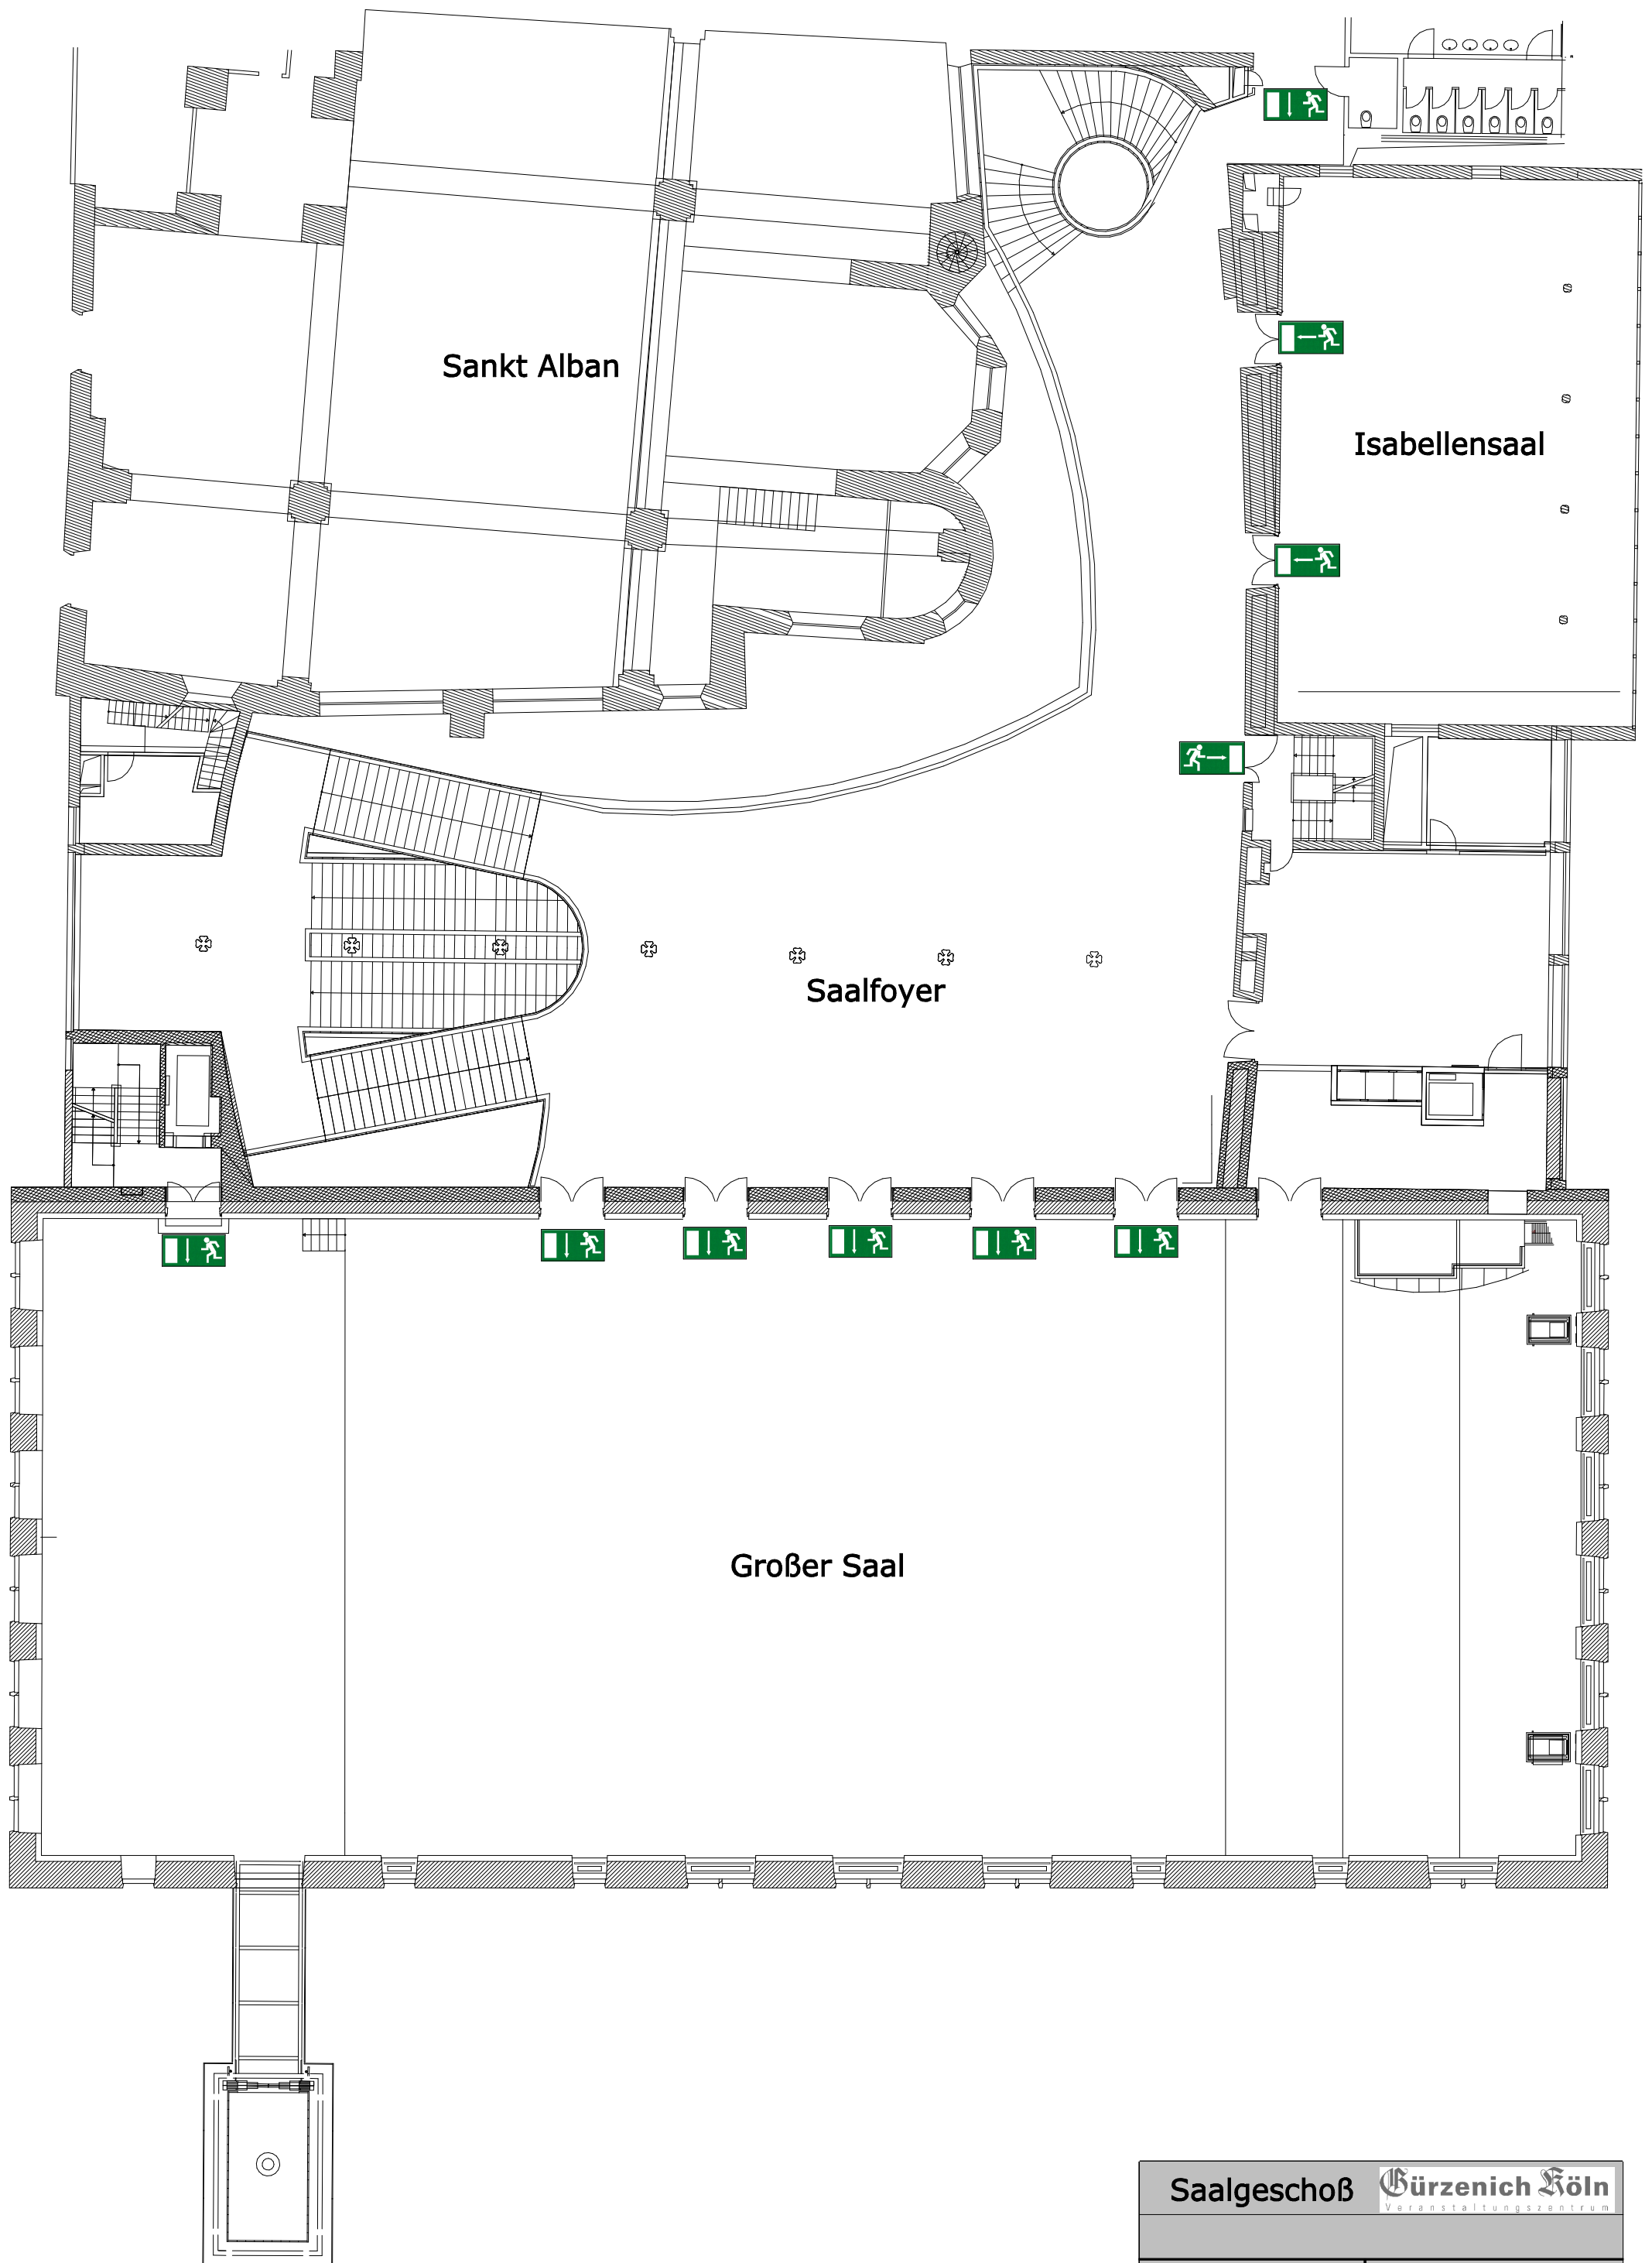 Sankt Alban
Isabellensaal
Saalfoyer
Großer Saal
Saalgeschoß
Gürzenich Köln
Veranstaltungszentrum